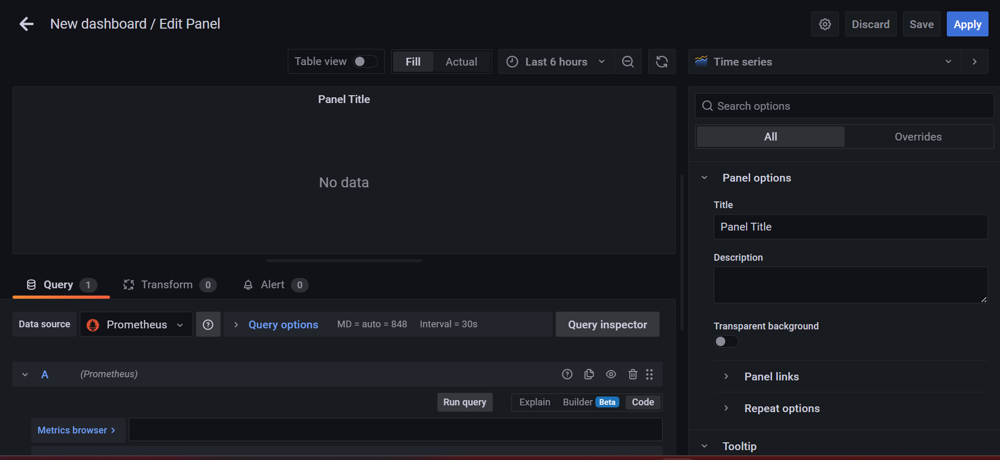 New dashboard / Edit Panel
Discard
Save
Apply
Table view
Fill
Actual
Last 6 hours
Time series
Panel Title
No data
Search options
All
Overrides
Panel options
Title
Panel Title
Description
Transparent background
Panel links
Repeat options
Tooltip
Query 1
Transform 0
Alert 0
Data source
Prometheus
Query options
MD = auto = 848
Interval = 30s
Query inspector
A
(Prometheus)
Run query
Explain
Builder Beta
Code
Metrics browser